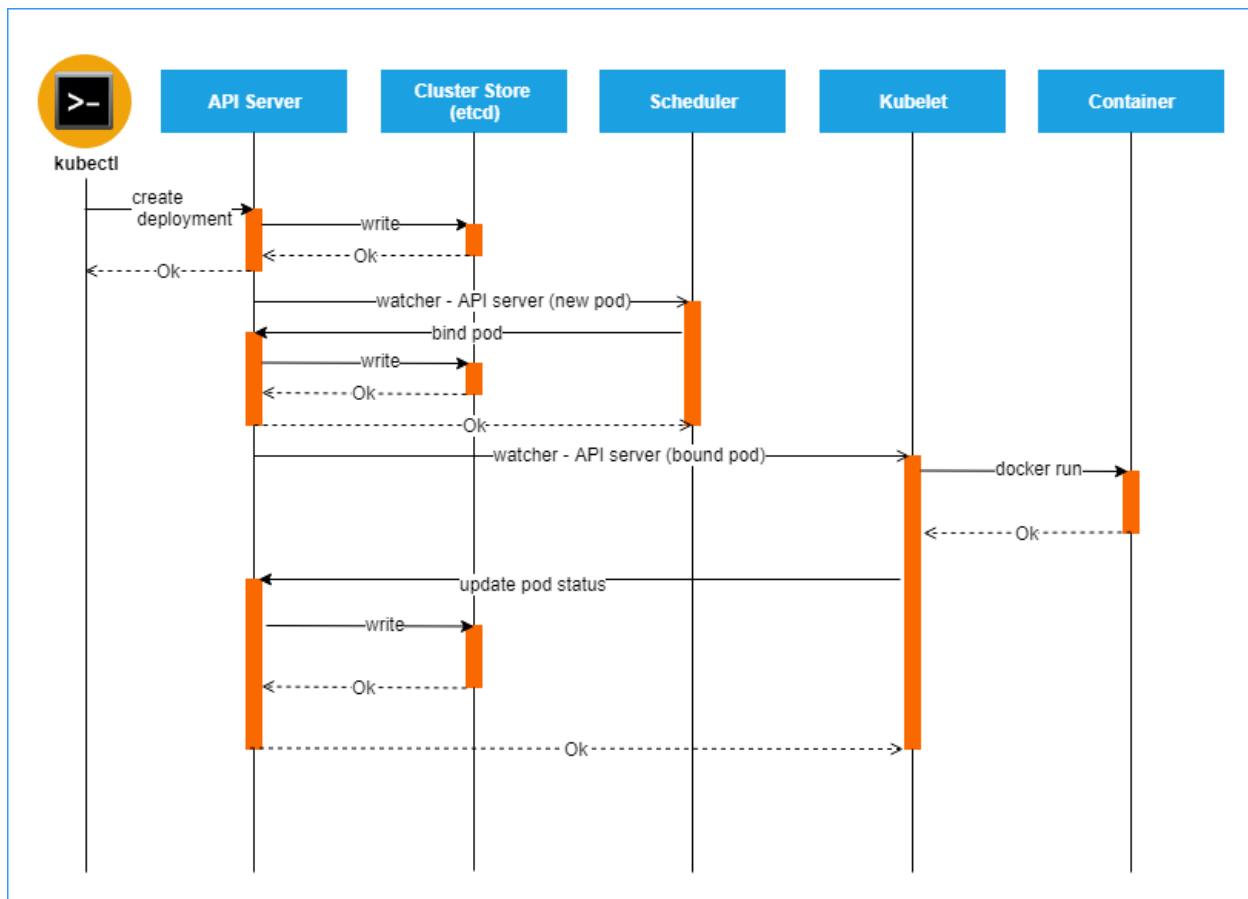 >-
kubectl
API Server
Cluster Store
(etcd)
Scheduler
Kubelet
Container
create
deployment
write
Ok
Ok
watcher - API server (new pod)
bind pod
write
Ok
Ok
watcher - API server (bound pod)
docker run
Ok
update pod status
write
Ok
Ok